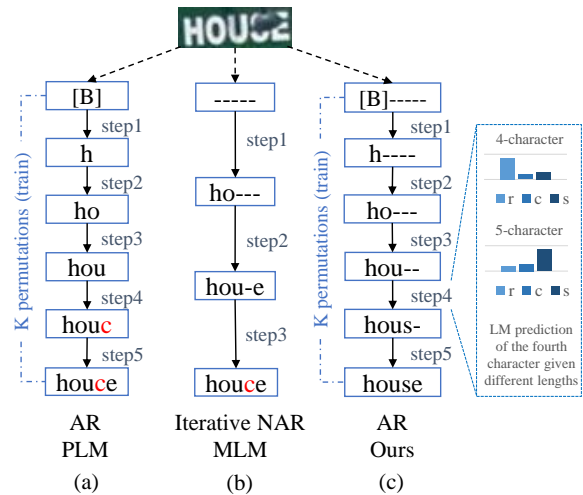 HOUCE
[B]
step1
h
step2
ho
step3
hou
step4
houc
step5
houce
K permutations (train)
AR
PLM
(a)
-----
step1
ho---
step2
hou-e
step3
houce
Iterative NAR
MLM
(b)
[B]-----
step1
h----
step2
ho---
step3
hou--
step4
hous-
step5
house
K permutations (train)
AR
Ours
(c)
4-character
r c s
5-character
r c s
LM prediction
of the fourth
character given
different lengths